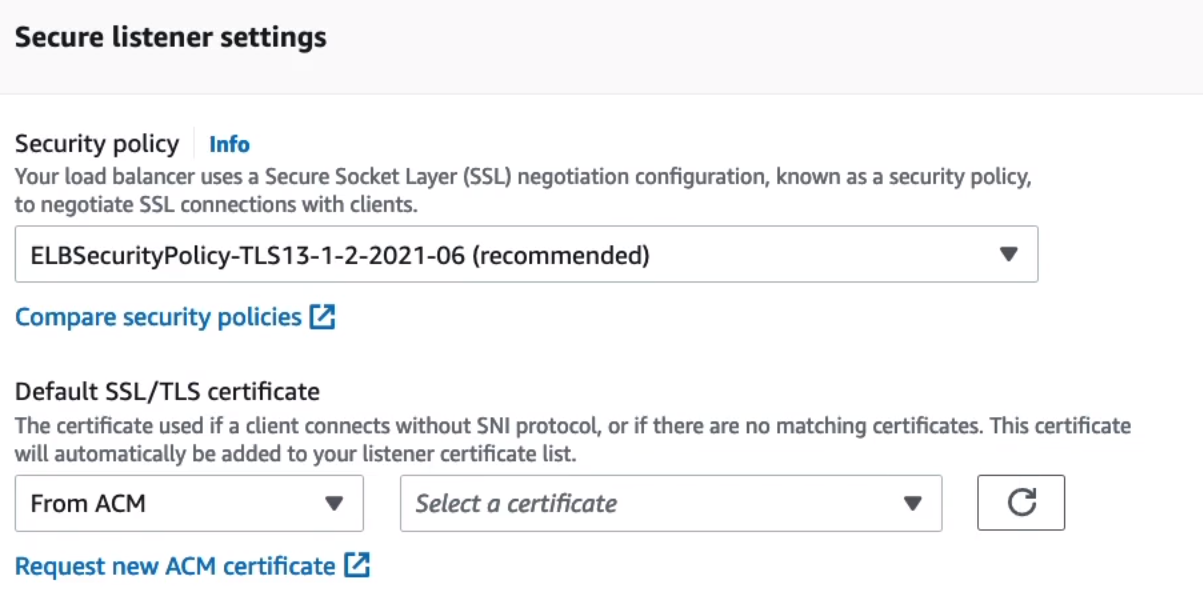 Secure listener settings
Security policy Info
Your load balancer uses a Secure Socket Layer (SSL) negotiation configuration, known as a security policy,
to negotiate SSL connections with clients.
ELBSecurityPolicy-TLS13-1-2-2021-06 (recommended)
Compare security policies
Default SSL/TLS certificate
The certificate used if a client connects without SNI protocol, or if there are no matching certificates. This certificate
will automatically be added to your listener certificate list.
From ACM Select a certificate
Request new ACM certificate